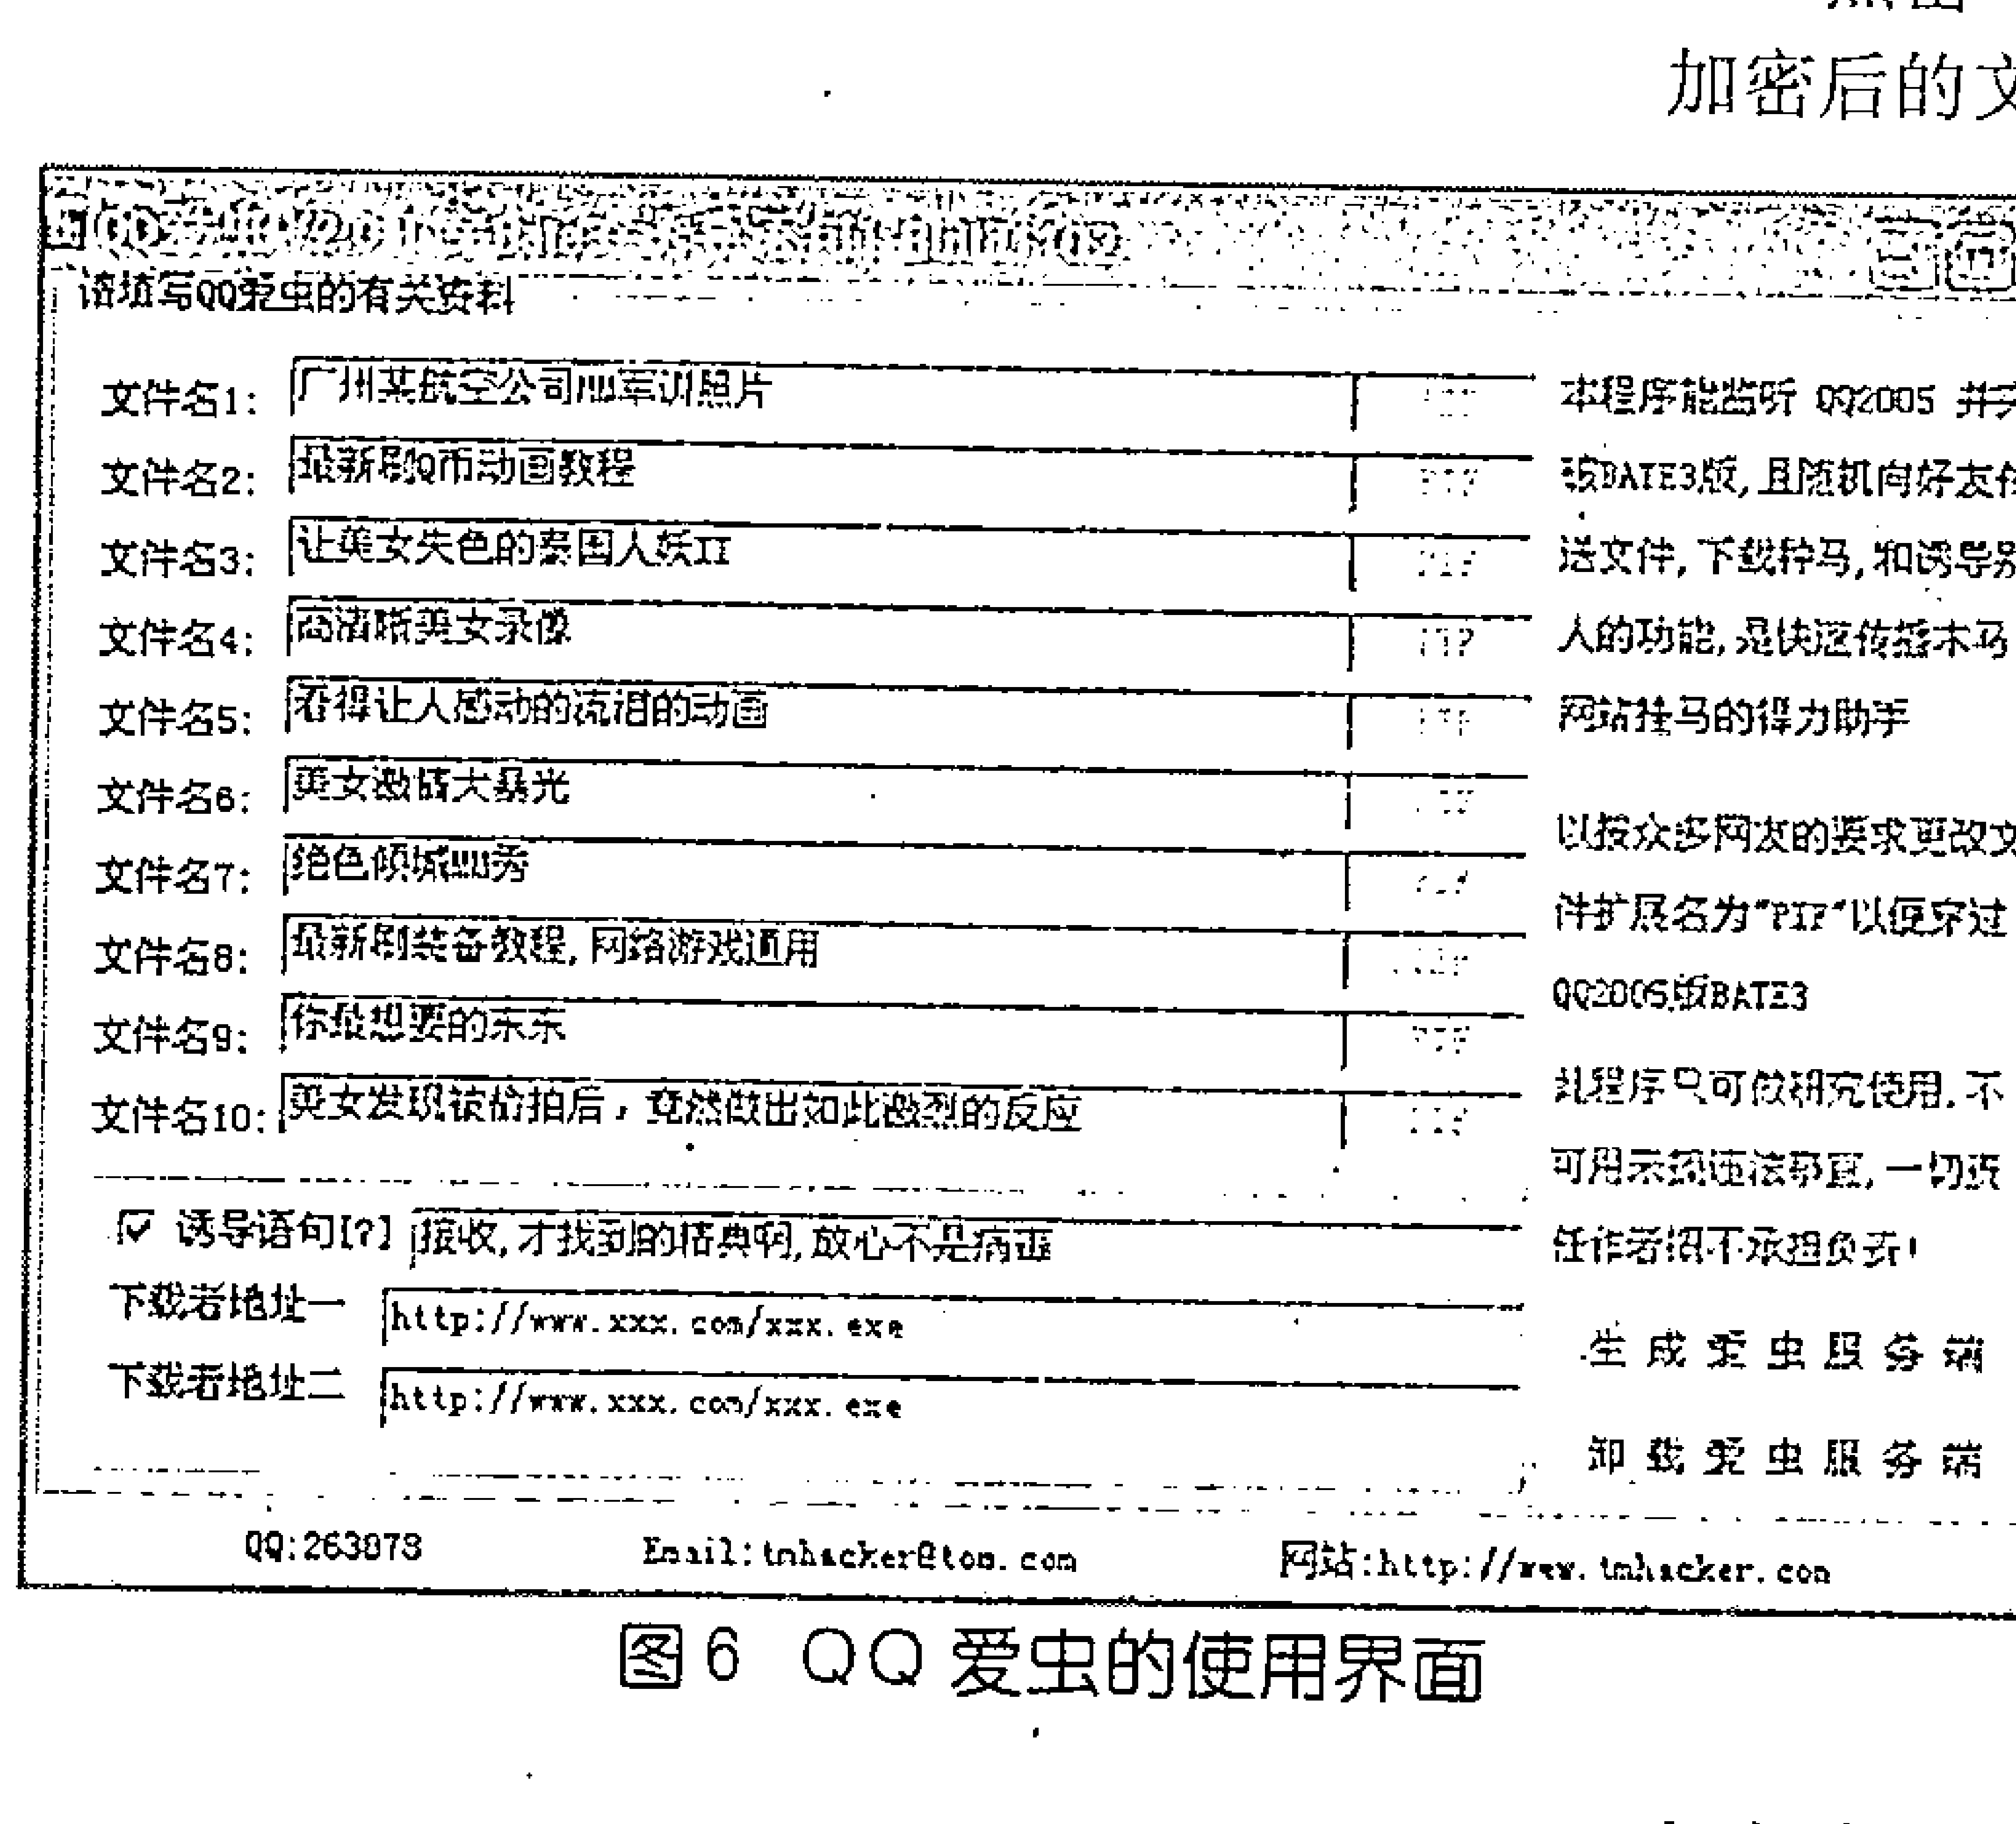 加密后的文
请填写QQ爱虫的有关资料
文件名1: 广州某航空公司MM军训照片
文件名2: 最新刷Q币动画教程 PIF
文件名3: 让美女失色的泰国人妖II PIF
文件名4: 高清晰美女录像
文件名5: 看得让人感动的流泪的动画
文件名6: 美女激情大暴光
文件名7: 绝色倾城MM秀
文件名8: 最新刷装备教程, 网络游戏通用
文件名9: 你最想要的东东 PIF
文件名10: 美女发现被偷拍后，竟然做出如此激烈的反应
诱导语句[?] 接收, 才找到的精典啊, 放心不是病毒
下载者地址一 http://www.xxx.com/xxx.exe
下载者地址二 http://www.xxx.com/xxx.exe
本程序能监听 QQ2005 并
该BATE3版, 且随机向好友传
送文件, 下载种马, 和诱导别
人的功能, 是快速传播木马
网站挂马的得力助手
以按众多网友的要求更改文
件扩展名为"PIF"以便穿过
QQ2005版BATE3
此程序只可做研究使用. 不
可用示
一切责
任作者招不承担负责!
生成爱虫服务端
卸载爱虫服务端
QQ:263873
Email:tmhacker@tom.com
网站:http://www.tmhacker.com
图6 QQ爱虫的使用界面